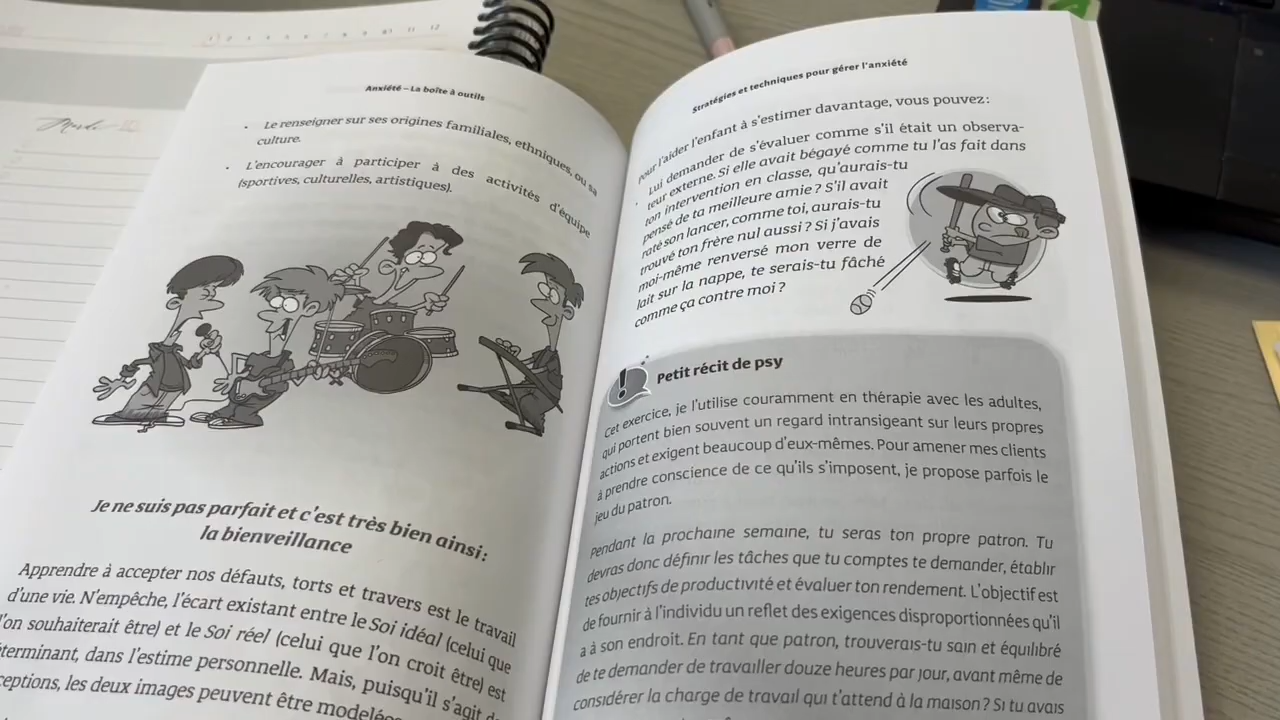 1 2 3 4 5 6 7 8 9 10 11 12
Mardi
Anxiété – La boîte à outils
• Le renseigner sur ses origines familiales, ethniques, ou sa
culture.
• L'encourager à participer à des activités d'équipe
(sportives, culturelles, artistiques).
Je ne suis pas parfait et c'est très bien ainsi:
la bienveillance
Apprendre à accepter nos défauts, torts et travers est le travail
d'une vie. N'empêche, l'écart existant entre le Soi idéal (celui que
l'on souhaiterait être) et le Soi réel (celui que l'on croit être) est
terminant, dans l'estime personnelle. Mais, puisqu'il s'agit de
ceptions, les deux images peuvent être modelées
Stratégies et techniques pour gérer l'anxiété
Pour l'aider l'enfant à s'estimer davantage, vous pouvez:
• Lui demander de s'évaluer comme s'il était un observa-
teur externe. Si elle avait bégayé comme tu l'as fait dans
ton intervention en classe, qu'aurais-tu
pensé de ta meilleure amie? S'il avait
raté son lancer, comme toi, aurais-tu
trouvé ton frère nul aussi? Si j'avais
moi-même renversé mon verre de
lait sur la nappe, te serais-tu fâché
comme ça contre moi?
! Petit récit de psy
Cet exercice, je l'utilise couramment en thérapie avec les adultes,
qui portent bien souvent un regard intransigeant sur leurs propres
actions et exigent beaucoup d'eux-mêmes. Pour amener mes clients
à prendre conscience de ce qu'ils s'imposent, je propose parfois le
jeu du patron.
Pendant la prochaine semaine, tu seras ton propre patron. Tu
devras donc définir les tâches que tu comptes te demander, établir
tes objectifs de productivité et évaluer ton rendement. L'objectif est
de fournir à l'individu un reflet des exigences disproportionnées qu'il
a à son endroit. En tant que patron, trouverais-tu sain et équilibré
de te demander de travailler douze heures par jour, avant même de
considérer la charge de travail qui t'attend à la maison? Si tu avais